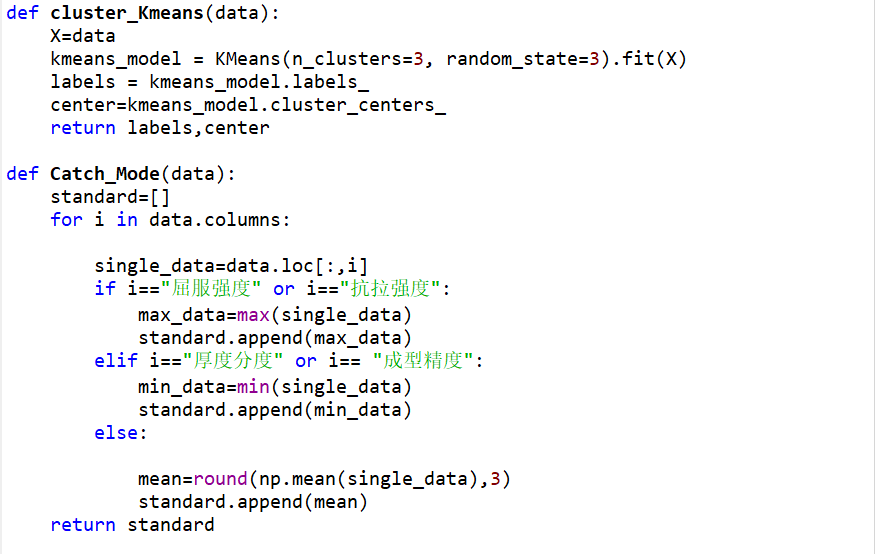 def cluster_Kmeans(data):
    X=data
    kmeans_model = KMeans(n_clusters=3, random_state=3).fit(X)
    labels = kmeans_model.labels_
    center=kmeans_model.cluster_centers_
    return labels,center
def Catch_Mode(data):
    standard=[]
    for i in data.columns:
        single_data=data.loc[:,i]
        if i=="屈服强度" or i=="抗拉强度":
            max_data=max(single_data)
            standard.append(max_data)
        elif i=="厚度分度" or i== "成型精度":
            min_data=min(single_data)
            standard.append(min_data)
        else:
            mean=round(np.mean(single_data),3)
            standard.append(mean)
    return standard